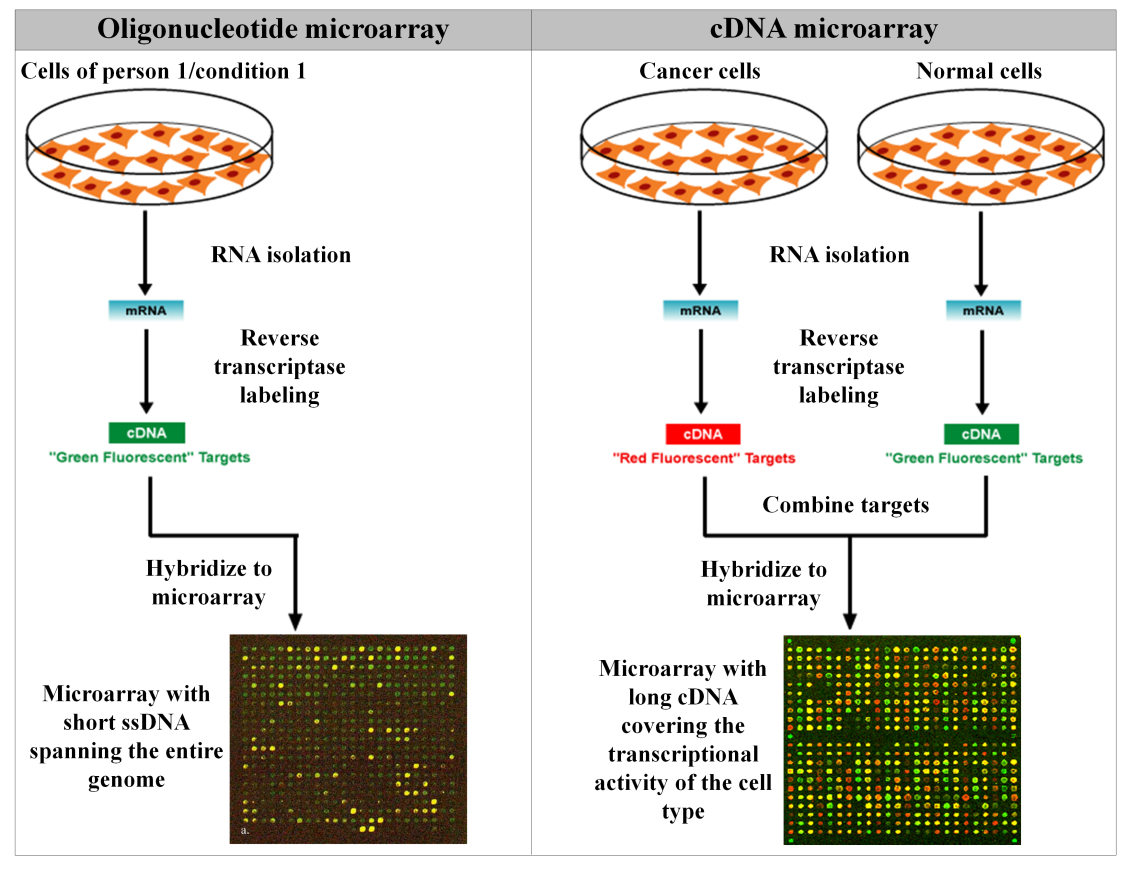 Oligonucleotide microarray
Cells of person 1/condition 1
RNA isolation
mRNA
Reverse
transcriptase
labeling
cDNA
"Green Fluorescent" Targets
Hybridize to
microarray
Microarray with
short ssDNA
spanning the entire
genome
a.
cDNA microarray
Cancer cells
Normal cells
RNA isolation
mRNA
mRNA
Reverse
transcriptase
labeling
cDNA
cDNA
"Red Fluorescent" Targets
"Green Fluorescent" Targets
Combine targets
Hybridize to
microarray
Microarray with
long cDNA
covering the
transcriptional
activity of the cell
type